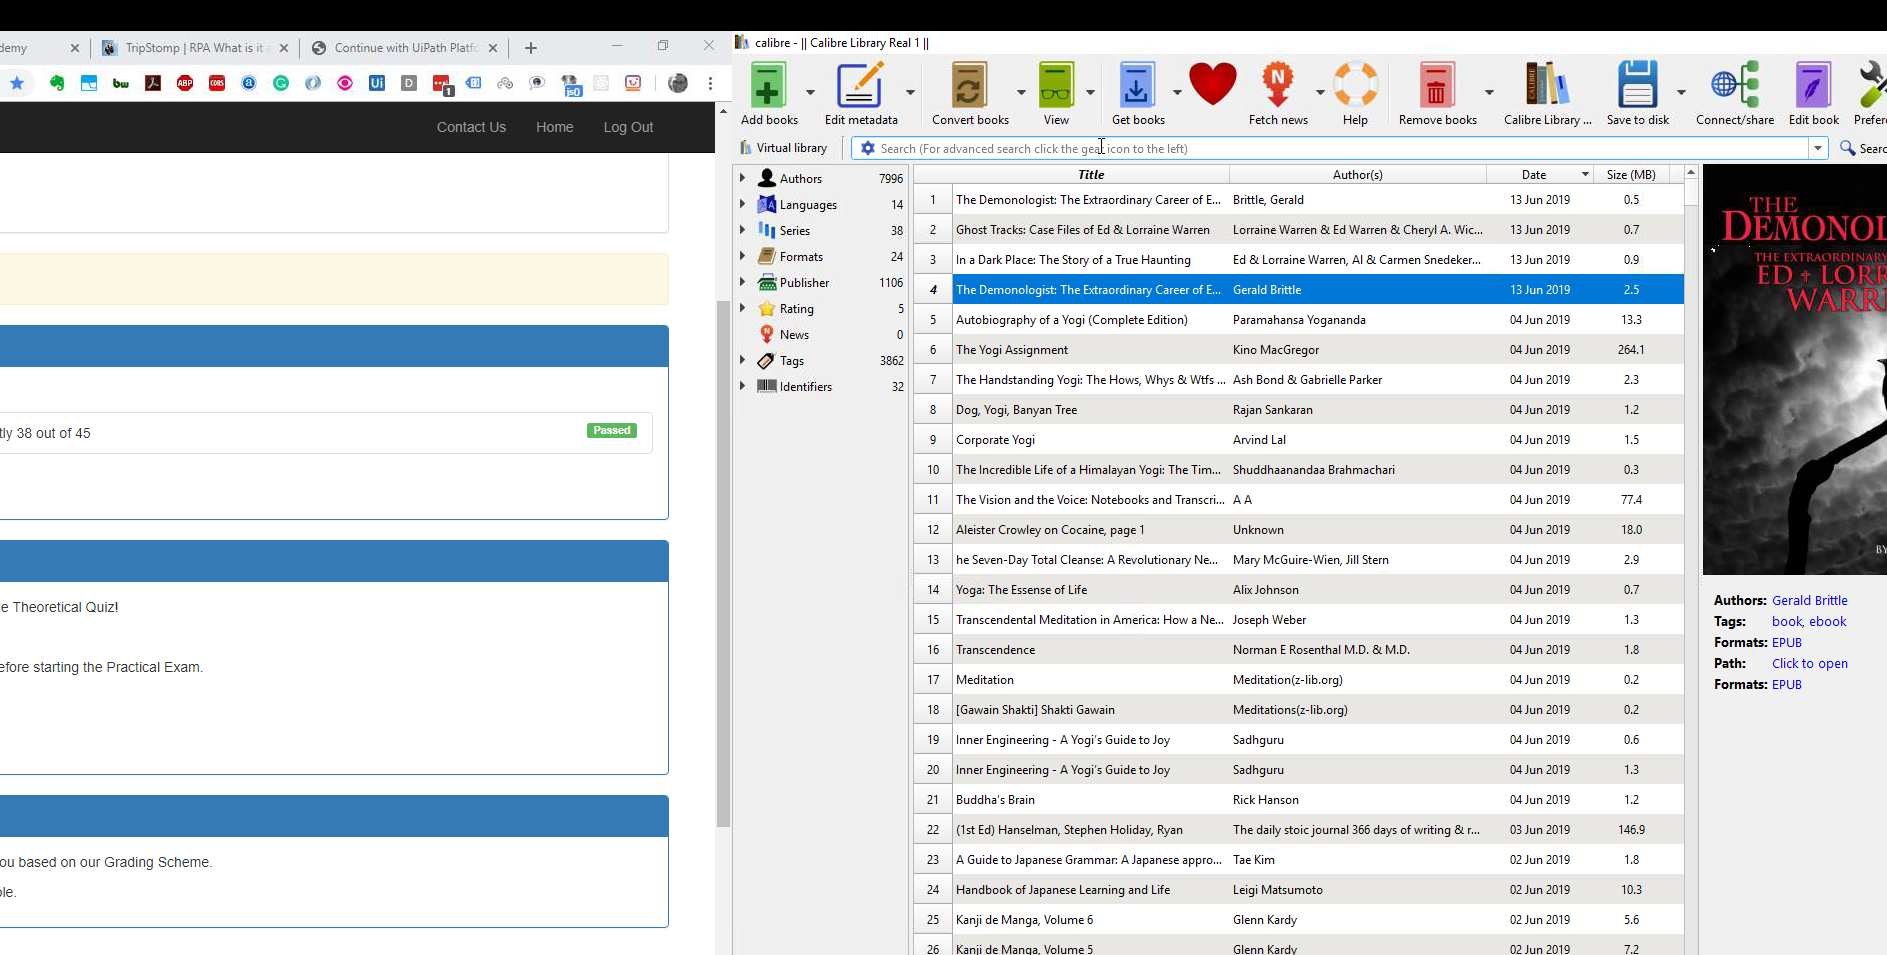 demy
TripStomp | RPA What is it
Continue with UiPath Platf
Contact Us Home Log Out
tly 38 out of 45
Passed
e Theoretical Quiz!
efore starting the Practical Exam.
ou based on our Grading Scheme.
ble.
calibre - || Calibre Library Real 1 ||
Add books
Edit metadata
Convert books
View
Get books
Fetch news
Help
Remove books
Calibre Library ...
Save to disk
Connect/share
Edit book
Prefer
Virtual library
Search (For advanced search click the gear icon to the left)
Searc
Authors 7996
Languages 14
Series 38
Formats 24
Publisher 1106
Rating 5
News 0
Tags 3862
Identifiers 32
Title Author(s) Date Size (MB)
1 The Demonologist: The Extraordinary Career of E... Brittle, Gerald 13 Jun 2019 0.5
2 Ghost Tracks: Case Files of Ed & Lorraine Warren Lorraine Warren & Ed Warren & Cheryl A. Wic... 13 Jun 2019 0.7
3 In a Dark Place: The Story of a True Haunting Ed & Lorraine Warren, Al & Carmen Snedeker... 13 Jun 2019 0.9
4 The Demonologist: The Extraordinary Career of E... Gerald Brittle 13 Jun 2019 2.5
5 Autobiography of a Yogi (Complete Edition) Paramahansa Yogananda 04 Jun 2019 13.3
6 The Yogi Assignment Kino MacGregor 04 Jun 2019 264.1
7 The Handstanding Yogi: The Hows, Whys & Wtfs ... Ash Bond & Gabrielle Parker 04 Jun 2019 2.3
8 Dog, Yogi, Banyan Tree Rajan Sankaran 04 Jun 2019 1.2
9 Corporate Yogi Arvind Lal 04 Jun 2019 1.5
10 The Incredible Life of a Himalayan Yogi: The Tim... Shuddhaanandaa Brahmachari 04 Jun 2019 0.3
11 The Vision and the Voice: Notebooks and Transcri... A A 04 Jun 2019 77.4
12 Aleister Crowley on Cocaine, page 1 Unknown 04 Jun 2019 18.0
13 he Seven-Day Total Cleanse: A Revolutionary Ne... Mary McGuire-Wien, Jill Stern 04 Jun 2019 2.9
14 Yoga: The Essense of Life Alix Johnson 04 Jun 2019 0.7
15 Transcendental Meditation in America: How a Ne... Joseph Weber 04 Jun 2019 1.3
16 Transcendence Norman E Rosenthal M.D. & M.D. 04 Jun 2019 1.8
17 Meditation Meditation(z-lib.org) 04 Jun 2019 0.2
18 [Gawain Shakti] Shakti Gawain Meditations(z-lib.org) 04 Jun 2019 0.2
19 Inner Engineering - A Yogi's Guide to Joy Sadhguru 04 Jun 2019 0.6
20 Inner Engineering - A Yogi's Guide to Joy Sadhguru 04 Jun 2019 1.3
21 Buddha's Brain Rick Hanson 04 Jun 2019 1.2
22 (1st Ed) Hanselman, Stephen Holiday, Ryan The daily stoic journal 366 days of writing & r... 03 Jun 2019 146.9
23 A Guide to Japanese Grammar: A Japanese appro... Tae Kim 02 Jun 2019 1.8
24 Handbook of Japanese Learning and Life Leigi Matsumoto 02 Jun 2019 10.3
25 Kanji de Manga, Volume 6 Glenn Kardy 02 Jun 2019 5.6
26 Kanji de Manga, Volume 5 Glenn Kardy 02 Jun 2019 7.2
THE
DEMONOL
THE EXTRAORDINARY
ED + LORR
WARR
BY
Authors: Gerald Brittle
Tags: book, ebook
Formats: EPUB
Path: Click to open
Formats: EPUB